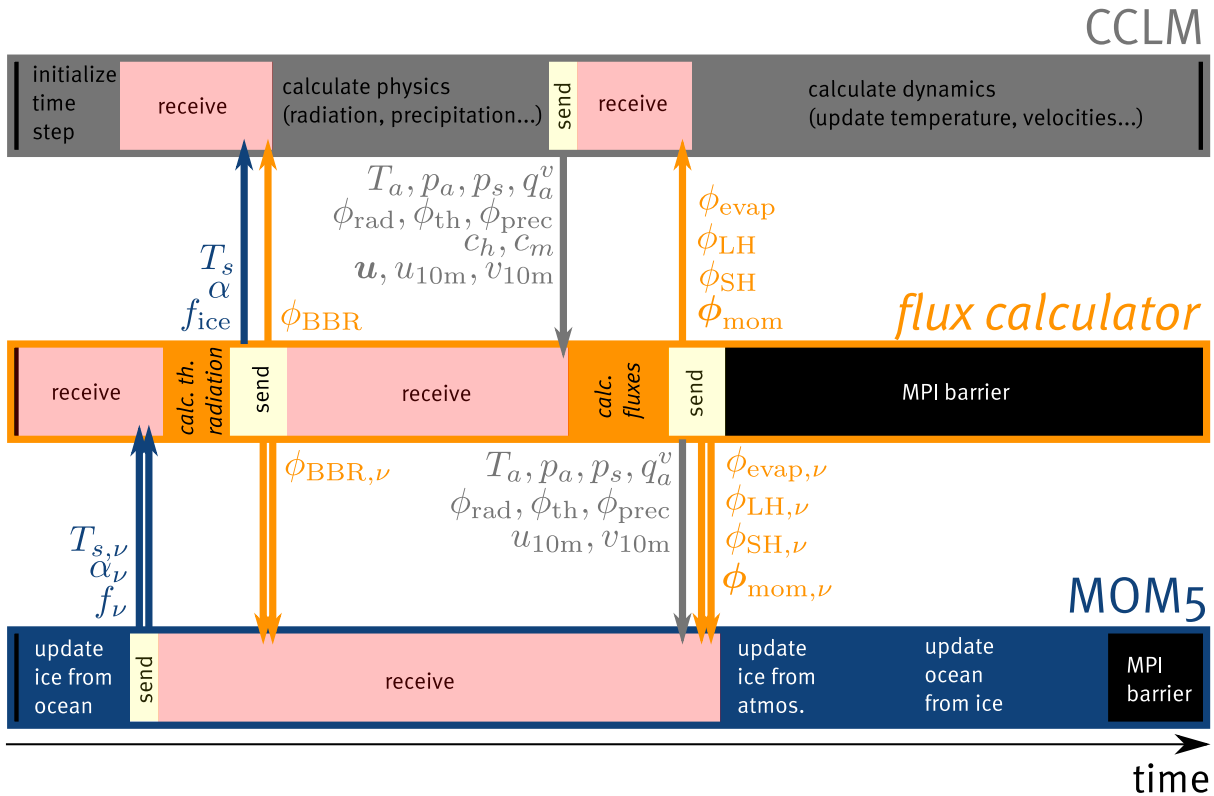 CCLM
initialize
time
step
receive
calculate physics
(radiation, precipitation...)
send
receive
calculate dynamics
(update temperature, velocities...)
T_a, p_a, p_s, q_a^v
ϕ_rad, ϕ_th, ϕ_prec
c_h, c_m
𝒖, u_10m, v_10m
T_s
α
f_ice
ϕ_BBR
ϕ_evap
ϕ_LH
ϕ_SH
ϕ_mom
flux calculator
receive
calc. th.
radiation
send
receive
calc.
fluxes
send
MPI barrier
T_s,ν
α_ν
f_ν
ϕ_BBR,ν
T_a, p_a, p_s, q_a^v
ϕ_rad, ϕ_th, ϕ_prec
u_10m, v_10m
ϕ_evap,ν
ϕ_LH,ν
ϕ_SH,ν
ϕ_mom,ν
MOM5
update
ice from
ocean
send
receive
update
ice from
atmos.
update
ocean
from ice
MPI
barrier
time